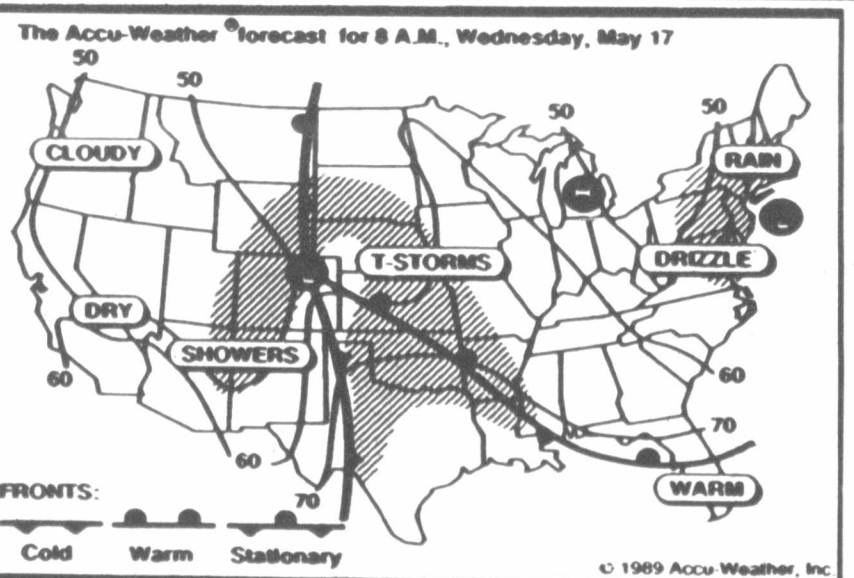 The Accu-Weather ® forecast for 8 A.M., Wednesday, May 17
50
50
50
50
CLOUDY
RAIN
T-STORMS
DRIZZLE
DRY
SHOWERS
60
60
60
70
70
WARM
FRONTS:
Cold Warm Stationary
© 1989 Accu-Weather, Inc.